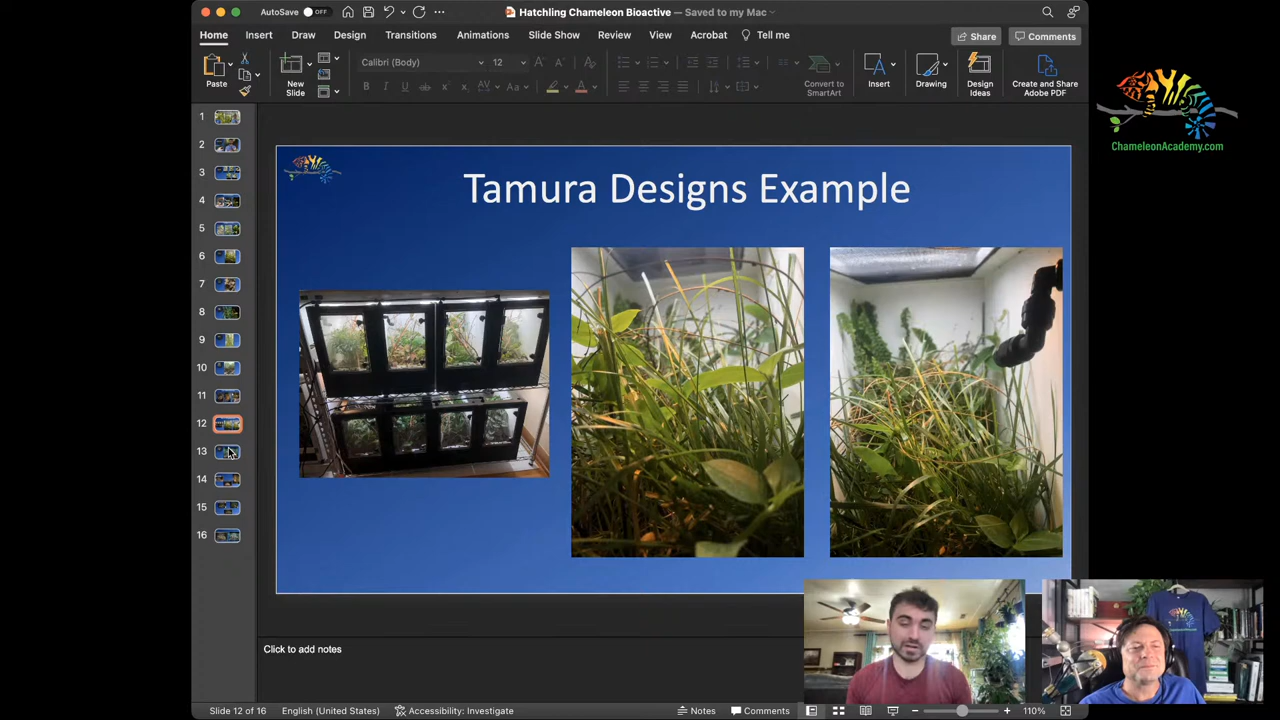 AutoSave OFF
Hatchling Chameleon Bioactive — Saved to my Mac
Home Insert Draw Design Transitions Animations Slide Show Review View Acrobat Tell me
Share Comments
Paste
New Slide
Calibri (Body) 12
Convert to SmartArt
Insert
Drawing
Design Ideas
Create and Share Adobe PDF
ChameleonAcademy.com
1
2
3
4
5
6
7
8
9
10
11
12
13
14
15
16
Tamura Designs Example
Click to add notes
Slide 12 of 16 English (United States) Accessibility: Investigate Notes Comments 110%